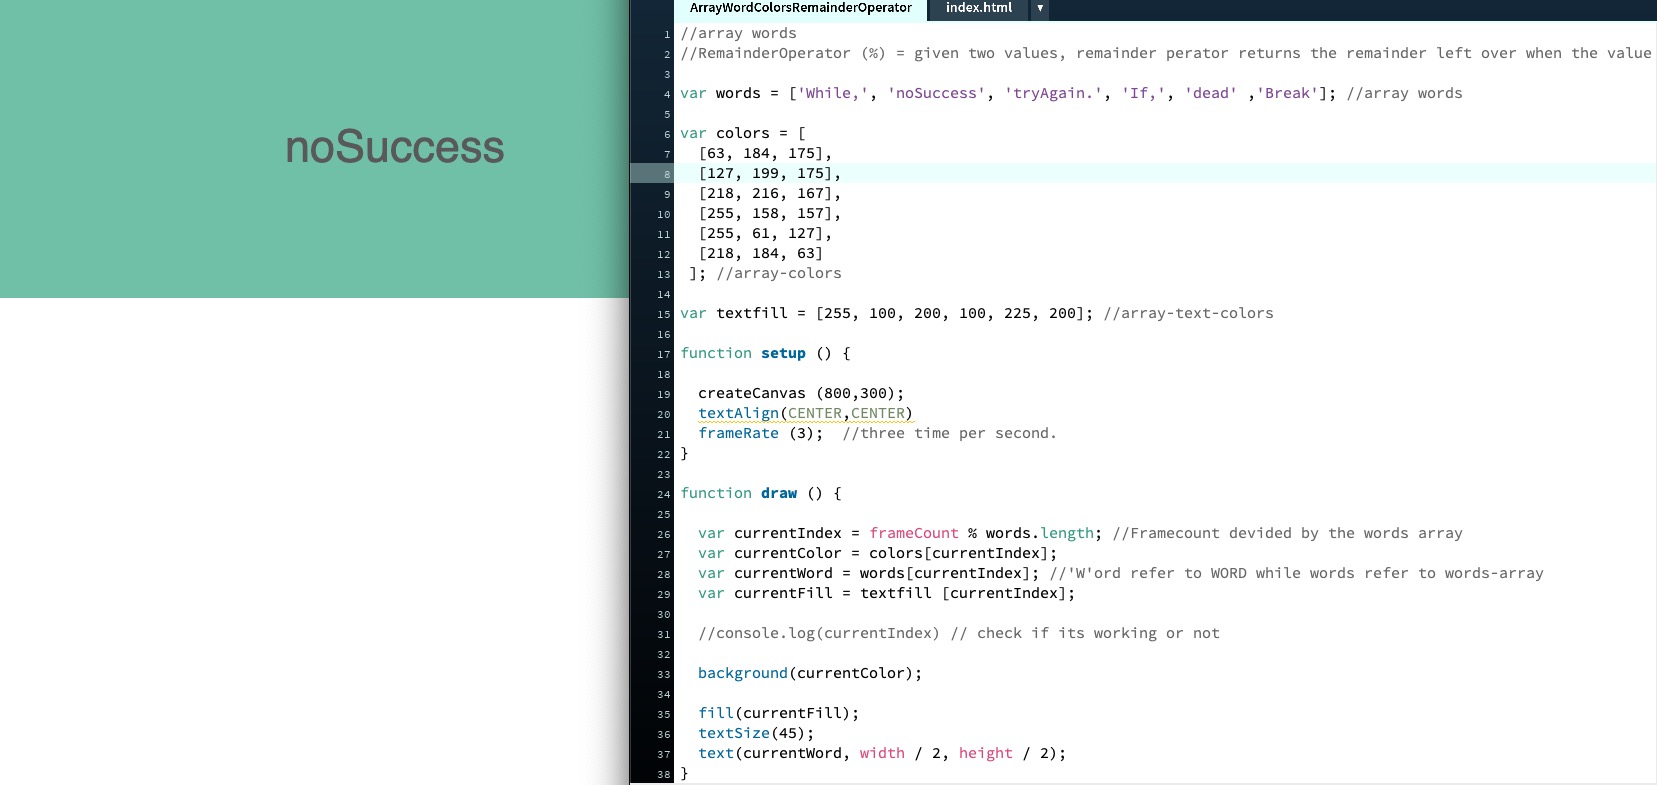 ArrayWordColorsRemainderOperator index.html ▼
noSuccess
1 //array words
2 //RemainderOperator (%) = given two values, remainder perator returns the remainder left over when the value
3
4 var words = ['While,', 'noSuccess', 'tryAgain.', 'If,', 'dead' ,'Break']; //array words
5
6 var colors = [
7 [63, 184, 175],
8 [127, 199, 175],
9 [218, 216, 167],
10 [255, 158, 157],
11 [255, 61, 127],
12 [218, 184, 63]
13 ]; //array-colors
14
15 var textfill = [255, 100, 200, 100, 225, 200]; //array-text-colors
16
17 function setup () {
18
19 createCanvas (800,300);
20 textAlign(CENTER,CENTER)
21 frameRate (3); //three time per second.
22 }
23
24 function draw () {
25
26 var currentIndex = frameCount % words.length; //Framecount devided by the words array
27 var currentColor = colors[currentIndex];
28 var currentWord = words[currentIndex]; //'W'ord refer to WORD while words refer to words-array
29 var currentFill = textfill [currentIndex];
30
31 //console.log(currentIndex) // check if its working or not
32
33 background(currentColor);
34
35 fill(currentFill);
36 textSize(45);
37 text(currentWord, width / 2, height / 2);
38 }